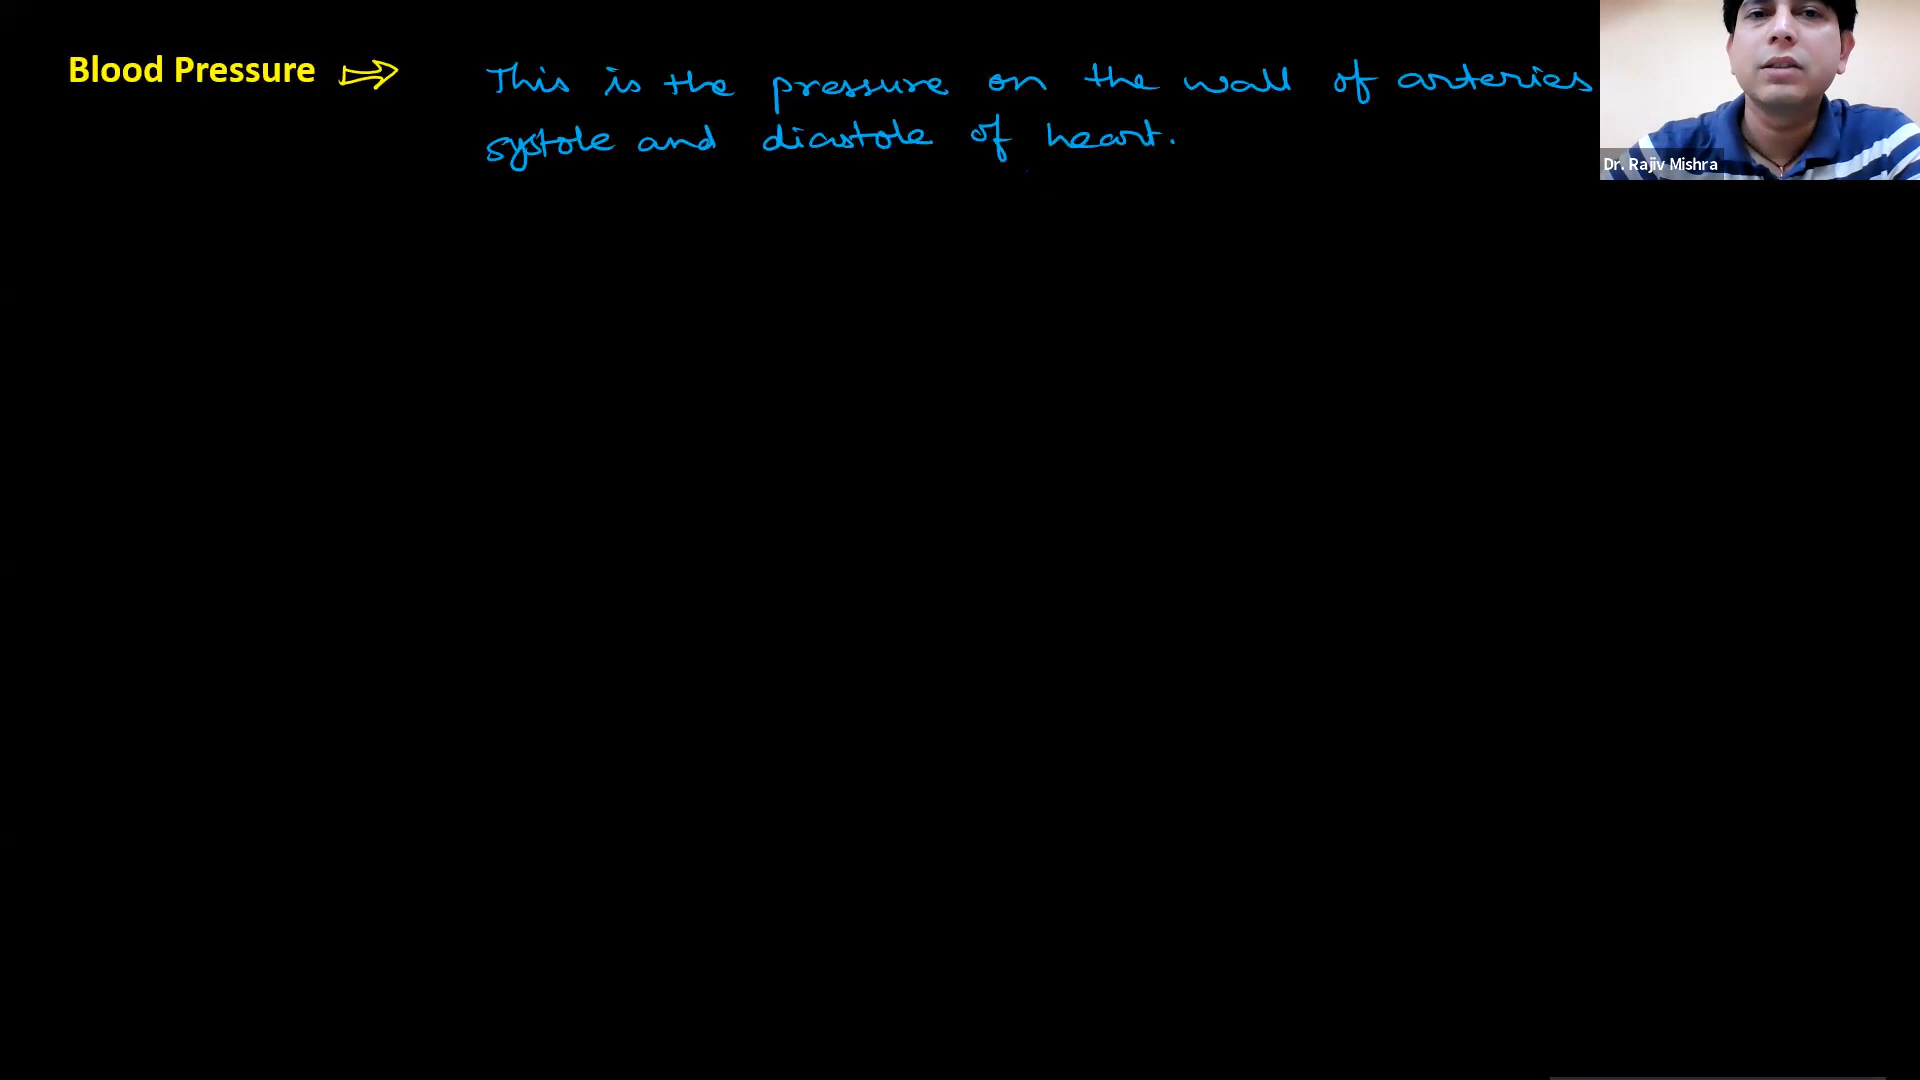 Blood Pressure This is the pressure on the wall of arteries
systole and diastole of heart.
Dr. Rajiv Mishra